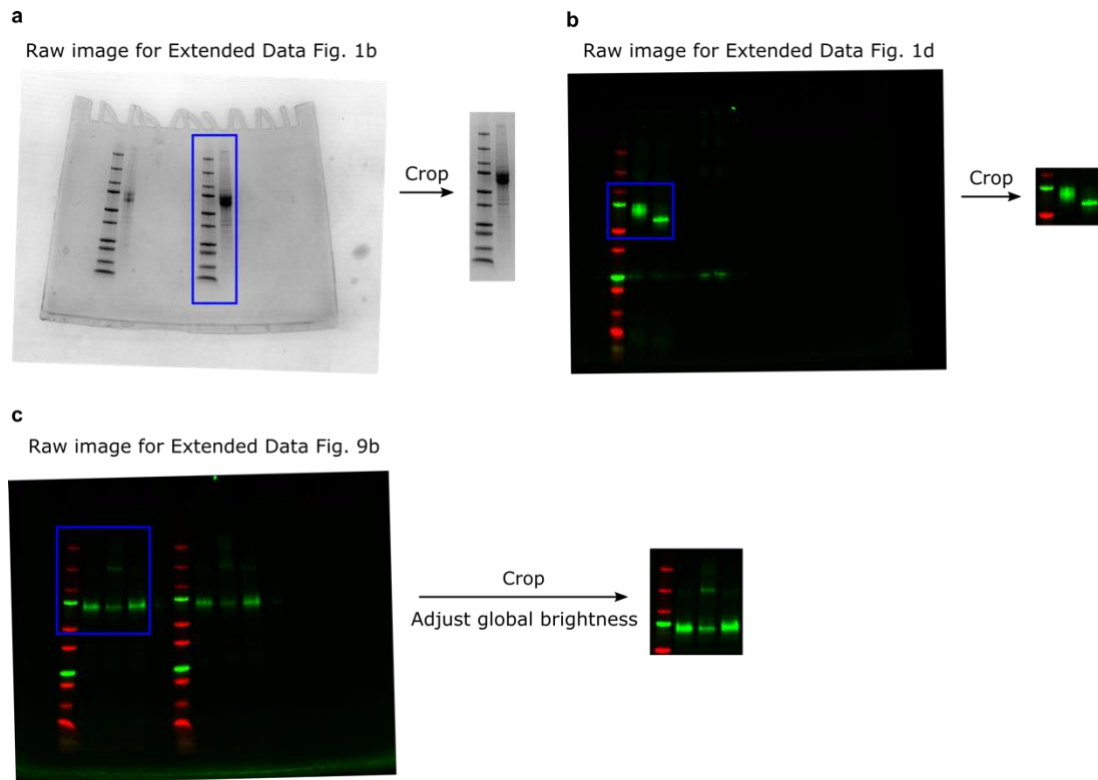 a
Raw image for Extended Data Fig. 1b
Crop
b
Raw image for Extended Data Fig. 1d
Crop
c
Raw image for Extended Data Fig. 9b
Crop
Adjust global brightness